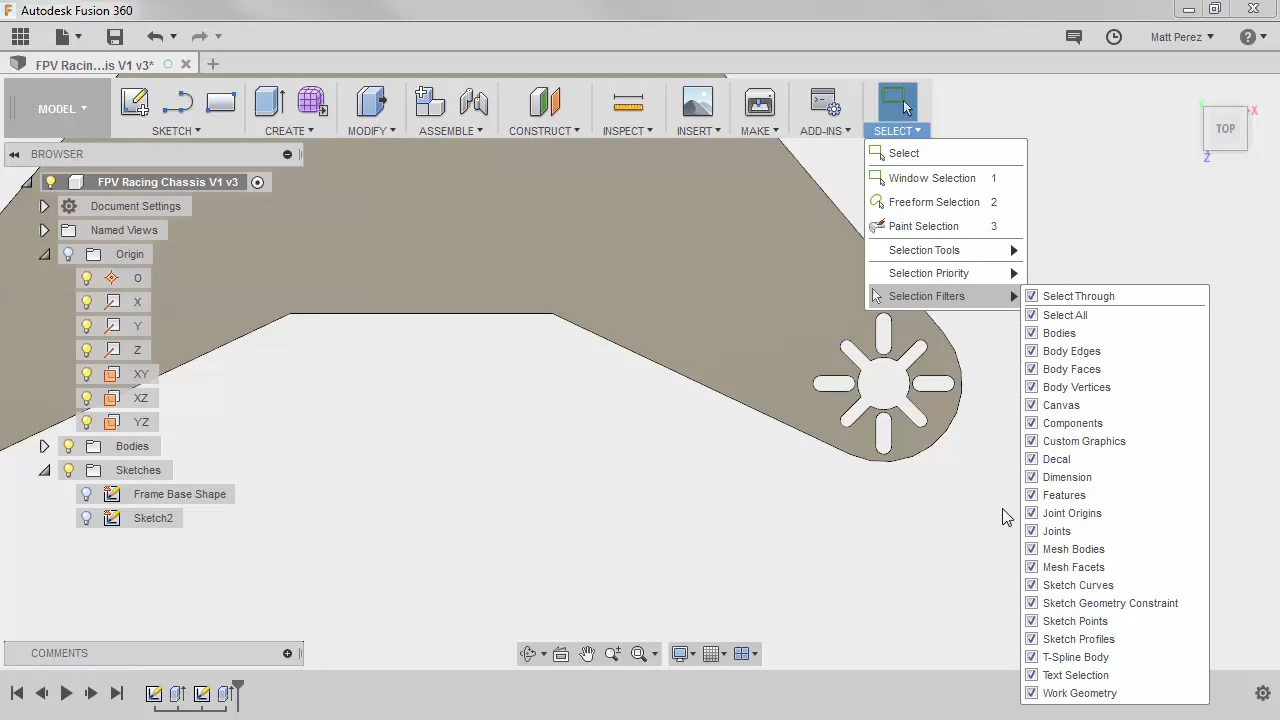 Autodesk Fusion 360
Matt Perez
FPV Racin...is V1 v3*
MODEL
SKETCH
CREATE
MODIFY
ASSEMBLE
CONSTRUCT
INSPECT
INSERT
MAKE
ADD-INS
SELECT
TOP
X
Z
BROWSER
FPV Racing Chassis V1 v3
Document Settings
Named Views
Origin
O
X
Y
Z
XY
XZ
YZ
Bodies
Sketches
Frame Base Shape
Sketch2
Select
Window Selection 1
Freeform Selection 2
Paint Selection 3
Selection Tools
Selection Priority
Selection Filters
Select Through
Select All
Bodies
Body Edges
Body Faces
Body Vertices
Canvas
Components
Custom Graphics
Decal
Dimension
Features
Joint Origins
Joints
Mesh Bodies
Mesh Facets
Sketch Curves
Sketch Geometry Constraint
Sketch Points
Sketch Profiles
T-Spline Body
Text Selection
Work Geometry
COMMENTS